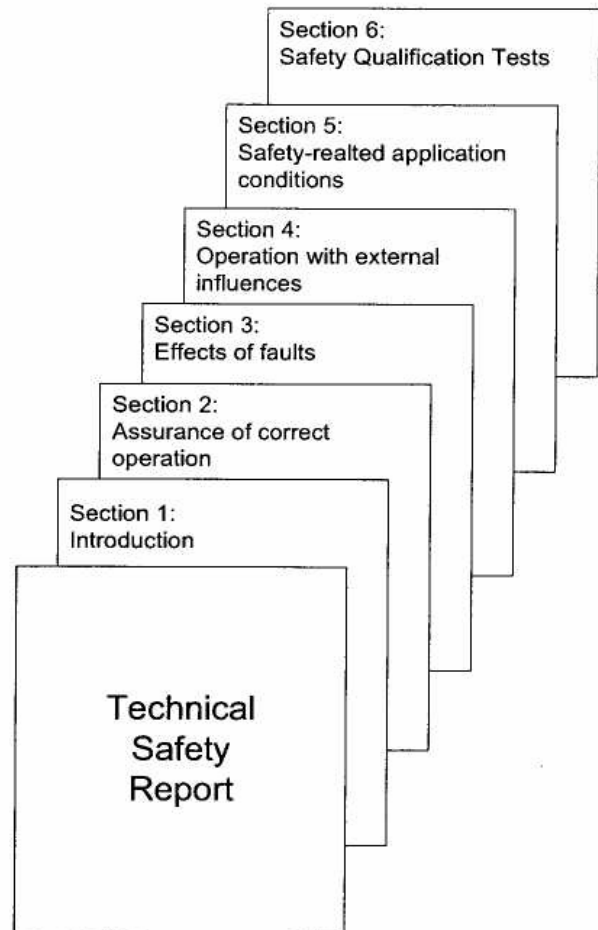 Section 6:
Safety Qualification Tests
Section 5:
Safety-realted application
conditions
Section 4:
Operation with external
influences
Section 3:
Effects of faults
Section 2:
Assurance of correct
operation
Section 1:
Introduction
Technical
Safety
Report